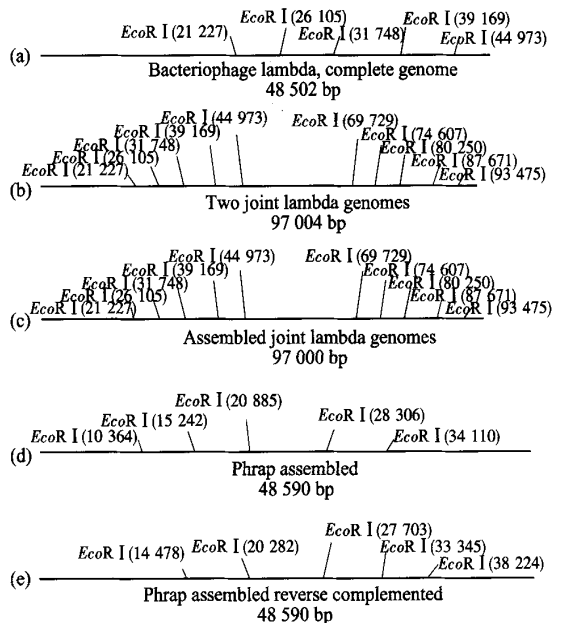 EcoR I (26 105)
EcoR I (39 169)
EcoR I (21 227)
EcoR I (31 748)
EcoR I (44 973)
(a)
Bacteriophage lambda, complete genome
48 502 bp
EcoR I (44 973)
EcoR I (69 729)
EcoR I (39 169)
EcoR I (74 607)
EcoR I (31 748)
EcoR I (80 250)
EcoR I (26 105)
EcoR I (87 671)
EcoR I (21 227)
EcoR I (93 475)
(b)
Two joint lambda genomes
97 004 bp
EcoR I (44 973)
EcoR I (69 729)
EcoR I (39 169)
EcoR I (74 607)
EcoR I (31 748)
EcoR I (80 250)
EcoR I (26 105)
EcoR I (87 671)
EcoR I (21 227)
EcoR I (93 475)
(c)
Assembled joint lambda genomes
97 000 bp
EcoR I (20 885)
EcoR I (15 242)
EcoR I (28 306)
EcoR I (10 364)
EcoR I (34 110)
(d)
Phrap assembled
48 590 bp
EcoR I (27 703)
EcoR I (14 478)
EcoR I (20 282)
EcoR I (33 345)
EcoR I (38 224)
(e)
Phrap assembled reverse complemented
48 590 bp